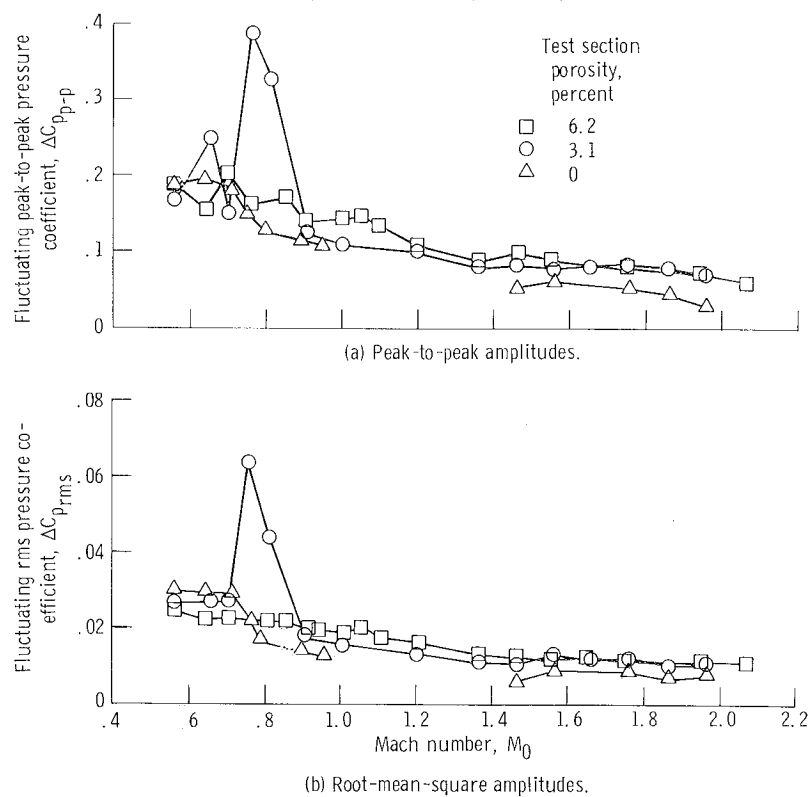 .4
.3
.2
.1
0
Fluctuating peak-to-peak pressure
coefficient, ΔCpp-p
Test section
porosity,
percent
6.2
3.1
0
(a) Peak-to-peak amplitudes.
.08
.06
.04
.02
0
Fluctuating rms pressure co-
efficient, ΔCprms
.4 .6 .8 1.0 1.2 1.4 1.6 1.8 2.0 2.2
Mach number, M0
(b) Root-mean-square amplitudes.